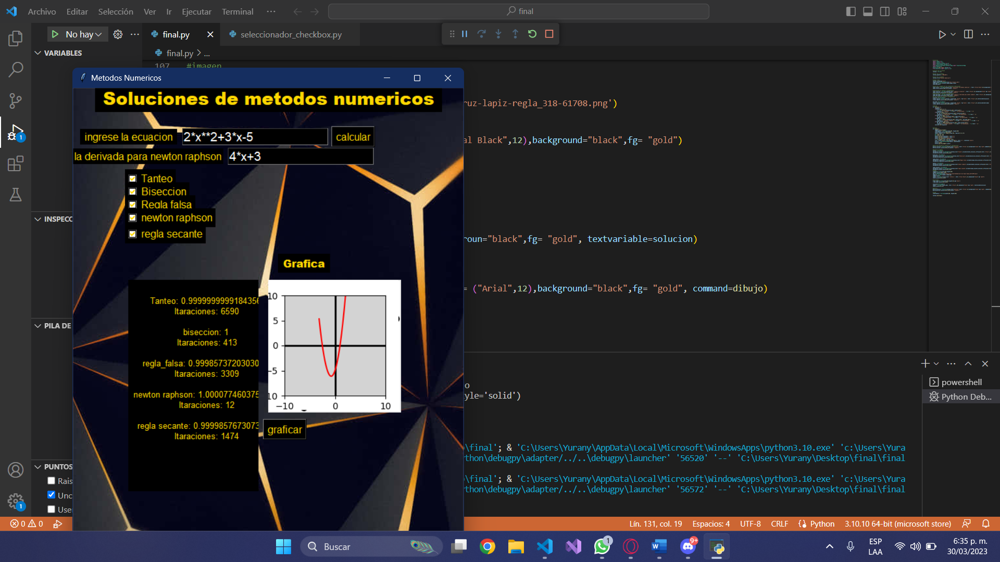 Archivo Editar Selección Ver Ir Ejecutar Terminal ··· final
No hay
final.py
seleccionador_checkbox.py
VARIABLES
final.py > ...
107 #imagen
Metodos Numericos
Soluciones de metodos numericos
ruz-lapiz-regla_318-61708.png')
ingrese la ecuacion 2*x**2+3*x-5 calcular
al Black",12),background="black",fg= "gold")
la derivada para newton raphson 4*x+3
Tanteo
Biseccion
Regla falsa
newton raphson
regla secante
INSPECC
roun="black",fg= "gold", textvariable=solucion)
Grafica
= ("Arial",12),background="black",fg= "gold", command=dibujo)
Tanteo: 0.9999999999184356
Itaraciones: 6590
biseccion: 1
Itaraciones: 413
regla_falsa: 0.99985737203030
Itaraciones: 3309
newton raphson: 1.000077460375
Itaraciones: 12
regla secante: 0.9999857673073
Itaraciones: 1474
10
5
0
-5
10
−10 0 10
graficar
PILA DE
o
yle='solid')
powershell
Python Deb...
\final'; & 'C:\Users\Yurany\AppData\Local\Microsoft\WindowsApps\python3.10.exe' 'c:\Users\Yura
thon\debugpy\adapter/../..\debugpy\launcher' '56520' '--' 'C:\Users\Yurany\Desktop\final\final
\final'; & 'C:\Users\Yurany\AppData\Local\Microsoft\WindowsApps\python3.10.exe' 'c:\Users\Yura
thon\debugpy\adapter/../..\debugpy\launcher' '56572' '--' 'C:\Users\Yurany\Desktop\final\final
PUNTOS
Rais
Unc
Use
1
1
0 0
Lín. 131, col. 19 Espacios: 4 UTF-8 CRLF Python 3.10.10 64-bit (microsoft store)
Buscar
1
9+
ESP
LAA
6:35 p. m.
30/03/2023